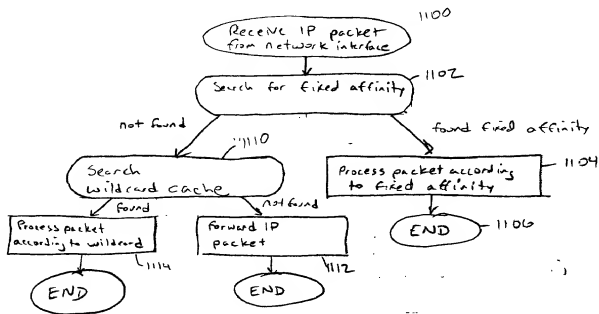 1100
Receive IP packet
from network interface
1102
Search for fixed affinity
not found
found fixed affinity
1110
Search
wildcard cache
1104
Process packet according
to fixed affinity
found
not found
Process packet
according to wildcard
1114
Forward IP
packet
1112
END
1106
END
END